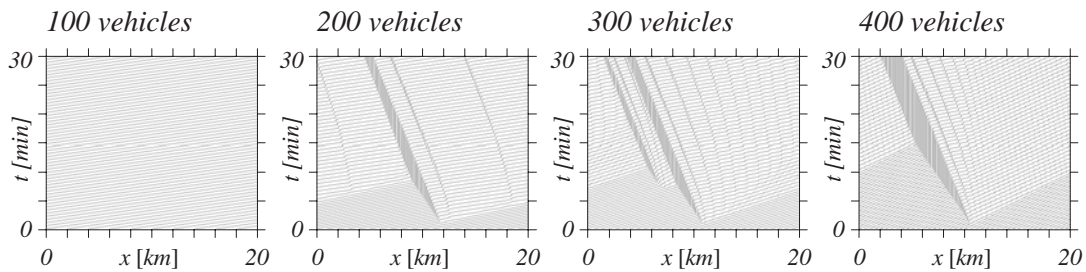 100 vehicles 200 vehicles 300 vehicles 400 vehicles
30 30 30 30
t [min] t [min] t [min] t [min]
0 0 0 0
0 x [km] 20 0 x [km] 20 0 x [km] 20 0 x [km] 20